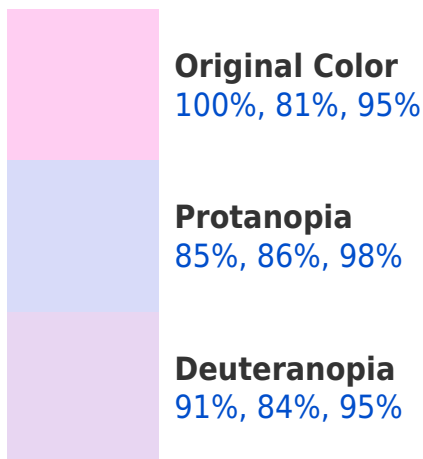 Original Color
100%, 81%, 95%
Protanopia
85%, 86%, 98%
Deuteranopia
91%, 84%, 95%